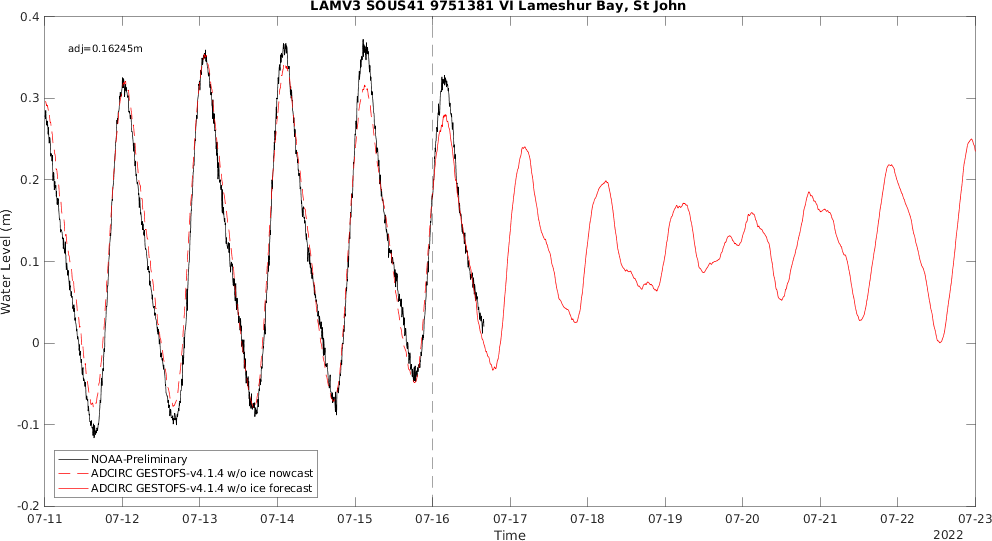 LAMV3 SOUS41 9751381 VI Lameshur Bay, St John
adj=0.16245m
Water Level (m)
0.4
0.3
0.2
0.1
0
-0.1
-0.2
NOAA-Preliminary
ADCIRC GESTOFS-v4.1.4 w/o ice nowcast
ADCIRC GESTOFS-v4.1.4 w/o ice forecast
07-11 07-12 07-13 07-14 07-15 07-16 07-17 07-18 07-19 07-20 07-21 07-22 07-23
Time
2022